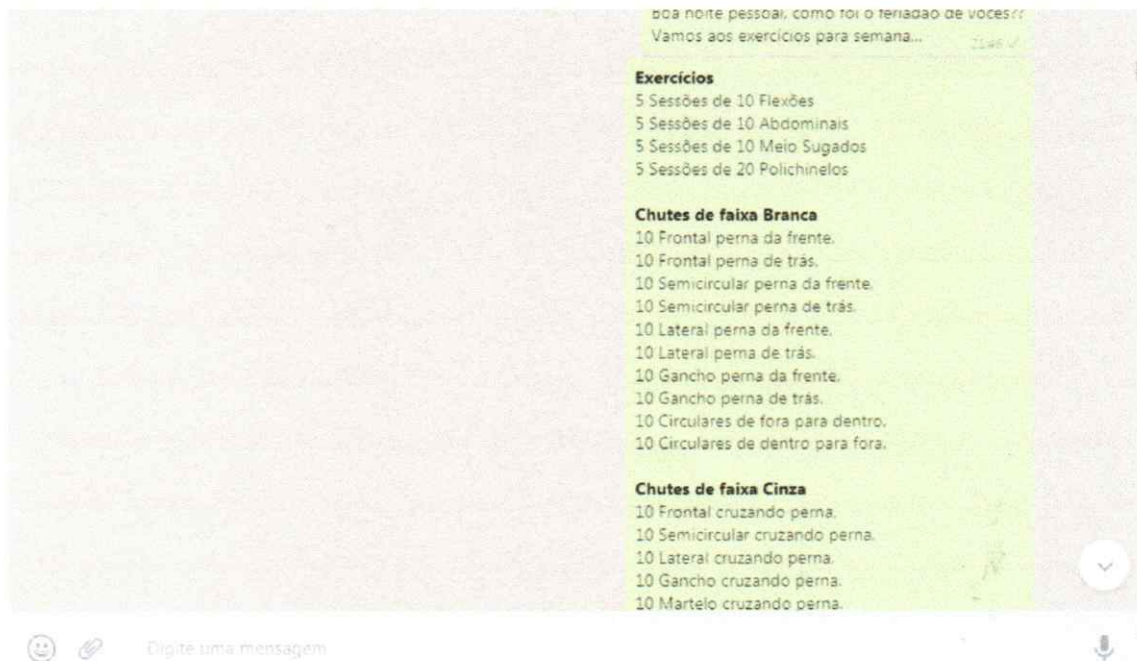 Boa noite pessoal, como foi o feriadão de vocês??
Vamos aos exercícios para semana...
21:46
Exercícios
5 Sessões de 10 Flexões
5 Sessões de 10 Abdominais
5 Sessões de 10 Meio Sugados
5 Sessões de 20 Polichinelos
Chutes de faixa Branca
10 Frontal perna da frente.
10 Frontal perna de trás.
10 Semicircular perna da frente.
10 Semicircular perna de trás.
10 Lateral perna da frente.
10 Lateral perna de trás.
10 Gancho perna da frente.
10 Gancho perna de trás.
10 Circulares de fora para dentro.
10 Circulares de dentro para fora.
Chutes de faixa Cinza
10 Frontal cruzando perna.
10 Semicircular cruzando perna.
10 Lateral cruzando perna.
10 Gancho cruzando perna.
10 Martelo cruzando perna.
Digite uma mensagem